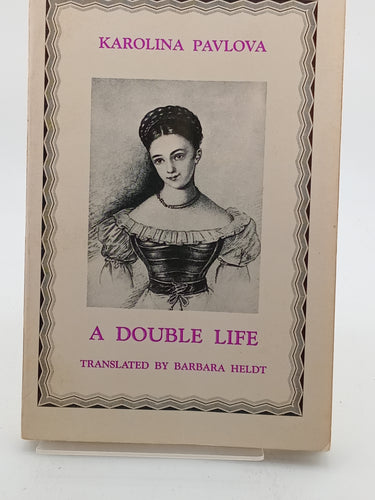 KAROLINA PAVLOVA
A DOUBLE LIFE
TRANSLATED BY BARBARA HELDT